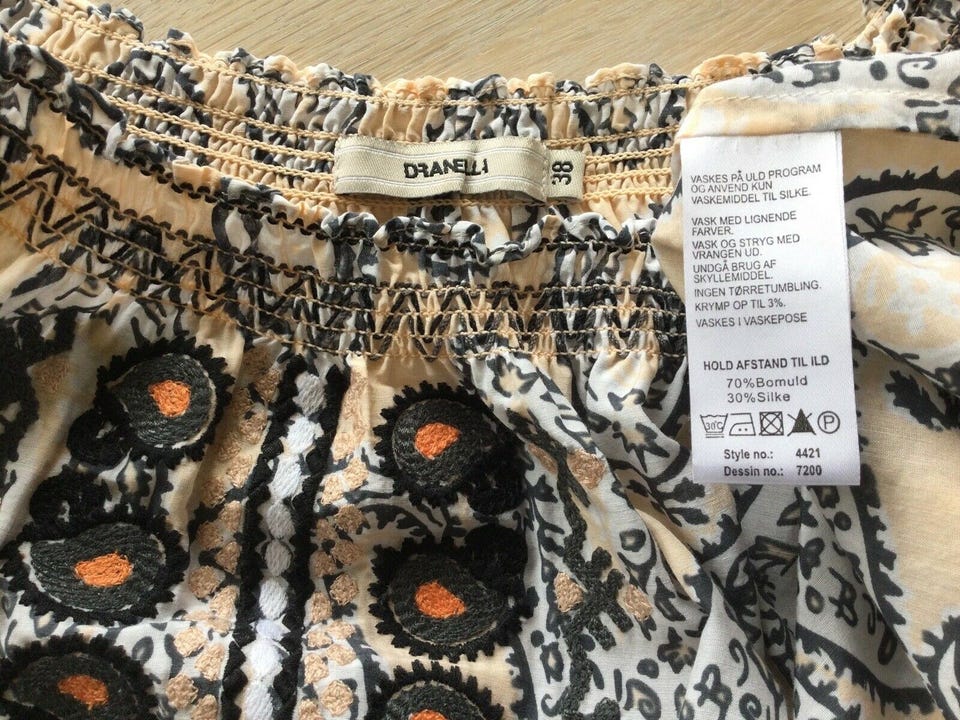 DRANELLA
38
VASKES PÅ ULD PROGRAM
OG ANVEND KUN
VASKEMIDDEL TIL SILKE.
VASK MED LIGNENDE
FARVER.
VASK OG STRYG MED
VRANGEN UD.
UNDGÅ BRUG AF
SKYLLEMIDDEL.
INGEN TØRRETUMBLING.
KRYMP OP TIL 3%.
VASKES I VASKEPOSE
HOLD AFSTAND TIL ILD
70%Bomuld
30%Silke
30°C P
Style no.: 4421
Dessin no.: 7200